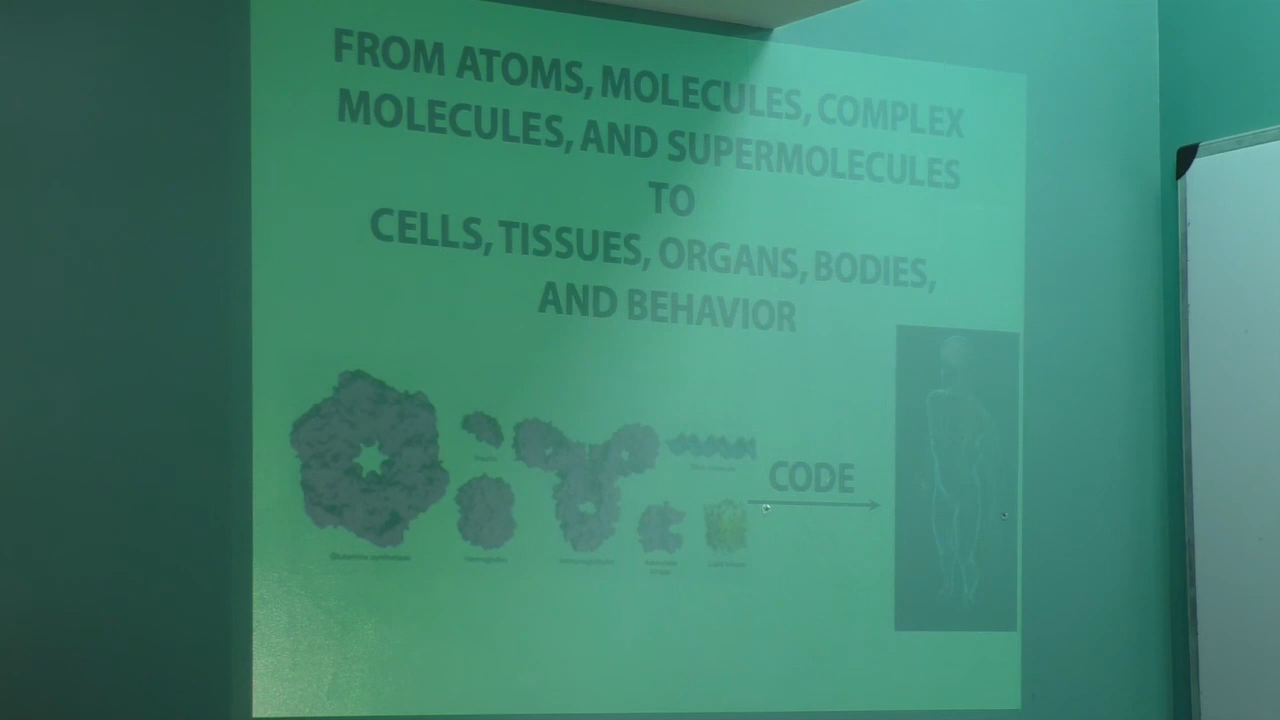 FROM ATOMS, MOLECULES, COMPLEX
MOLECULES, AND SUPERMOLECULES
TO
CELLS, TISSUES, ORGANS, BODIES,
AND BEHAVIOR
CODE